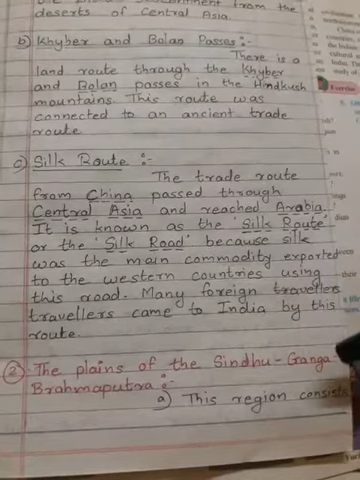 from the
deserts of Central Asia.
b) Khyber and Bolan Passes:-
There is a
land route through the Khyber
and Bolan passes in the Hindkush
mountains. This route was
connected to an ancient trade
route.
c) Silk Route :-
The trade route
from China passed through
Central Asia and reached Arabia.
It is known as the 'Silk Route'
or the 'Silk Road' because silk
was the main commodity exported
to the western countries using
this road. Many foreign travellers
travellers came to India by this
route.
2) The plains of the Sindhu-Ganga-
Brahmaputra :-
a) This region consists